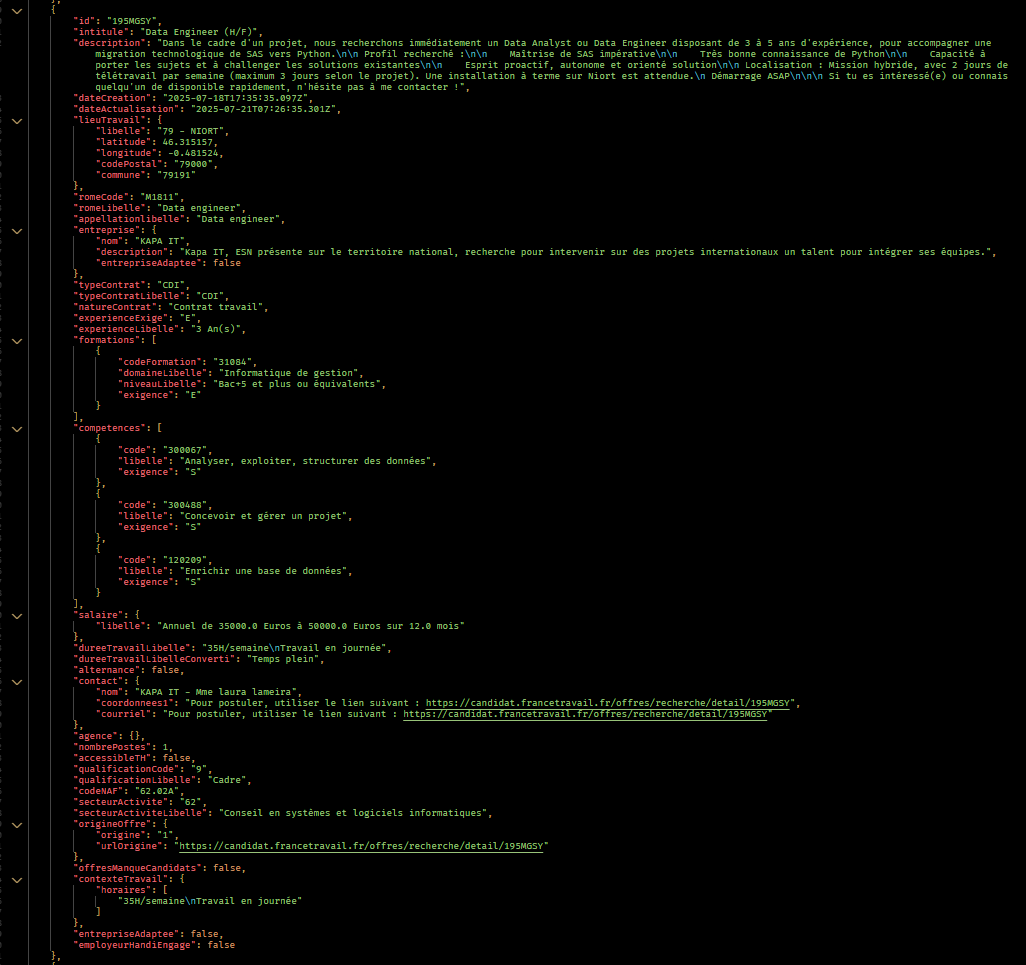 },
{
"id": "195MGSY",
"intitule": "Data Engineer (H/F)",
"description": "Dans le cadre d'un projet, nous recherchons immédiatement un Data Analyst ou Data Engineer disposant de 3 à 5 ans d'expérience, pour accompagner une
migration technologique de SAS vers Python.\n\n Profil recherché :\n\n    Maîtrise de SAS impérative\n\n    Très bonne connaissance de Python\n\n    Capacité à
porter les sujets et à challenger les solutions existantes\n\n    Esprit proactif, autonome et orienté solution\n\n Localisation : Mission hybride, avec 2 jours de
télétravail par semaine (maximum 3 jours selon le projet). Une installation à terme sur Niort est attendue.\n Démarrage ASAP\n\n\n Si tu es intéressé(e) ou connais
quelqu'un de disponible rapidement, n'hésite pas à me contacter !",
"dateCreation": "2025-07-18T17:35:35.097Z",
"dateActualisation": "2025-07-21T07:26:35.301Z",
"lieuTravail": {
"libelle": "79 - NIORT",
"latitude": 46.315157,
"longitude": -0.481524,
"codePostal": "79000",
"commune": "79191"
},
"romeCode": "M1811",
"romeLibelle": "Data engineer",
"appellationlibelle": "Data engineer",
"entreprise": {
"nom": "KAPA IT",
"description": "Kapa IT, ESN présente sur le territoire national, recherche pour intervenir sur des projets internationaux un talent pour intégrer ses équipes.",
"entrepriseAdaptee": false
},
"typeContrat": "CDI",
"typeContratLibelle": "CDI",
"natureContrat": "Contrat travail",
"experienceExige": "E",
"experienceLibelle": "3 An(s)",
"formations": [
{
"codeFormation": "31084",
"domaineLibelle": "Informatique de gestion",
"niveauLibelle": "Bac+5 et plus ou équivalents",
"exigence": "E"
}
],
"competences": [
{
"code": "300067",
"libelle": "Analyser, exploiter, structurer des données",
"exigence": "S"
},
{
"code": "300488",
"libelle": "Concevoir et gérer un projet",
"exigence": "S"
},
{
"code": "120209",
"libelle": "Enrichir une base de données",
"exigence": "S"
}
],
"salaire": {
"libelle": "Annuel de 35000.0 Euros à 50000.0 Euros sur 12.0 mois"
},
"dureeTravailLibelle": "35H/semaine\nTravail en journée",
"dureeTravailLibelleConverti": "Temps plein",
"alternance": false,
"contact": {
"nom": "KAPA IT - Mme laura lameira",
"coordonnees1": "Pour postuler, utiliser le lien suivant : https://candidat.francetravail.fr/offres/recherche/detail/195MGSY",
"courriel": "Pour postuler, utiliser le lien suivant : https://candidat.francetravail.fr/offres/recherche/detail/195MGSY"
},
"agence": {},
"nombrePostes": 1,
"accessibleTH": false,
"qualificationCode": "9",
"qualificationLibelle": "Cadre",
"codeNAF": "62.02A",
"secteurActivite": "62",
"secteurActiviteLibelle": "Conseil en systèmes et logiciels informatiques",
"origineOffre": {
"origine": "1",
"urlOrigine": "https://candidat.francetravail.fr/offres/recherche/detail/195MGSY"
},
"offresManqueCandidats": false,
"contexteTravail": {
"horaires": [
"35H/semaine\nTravail en journée"
]
},
"entrepriseAdaptee": false,
"employeurHandiEngage": false
},
{